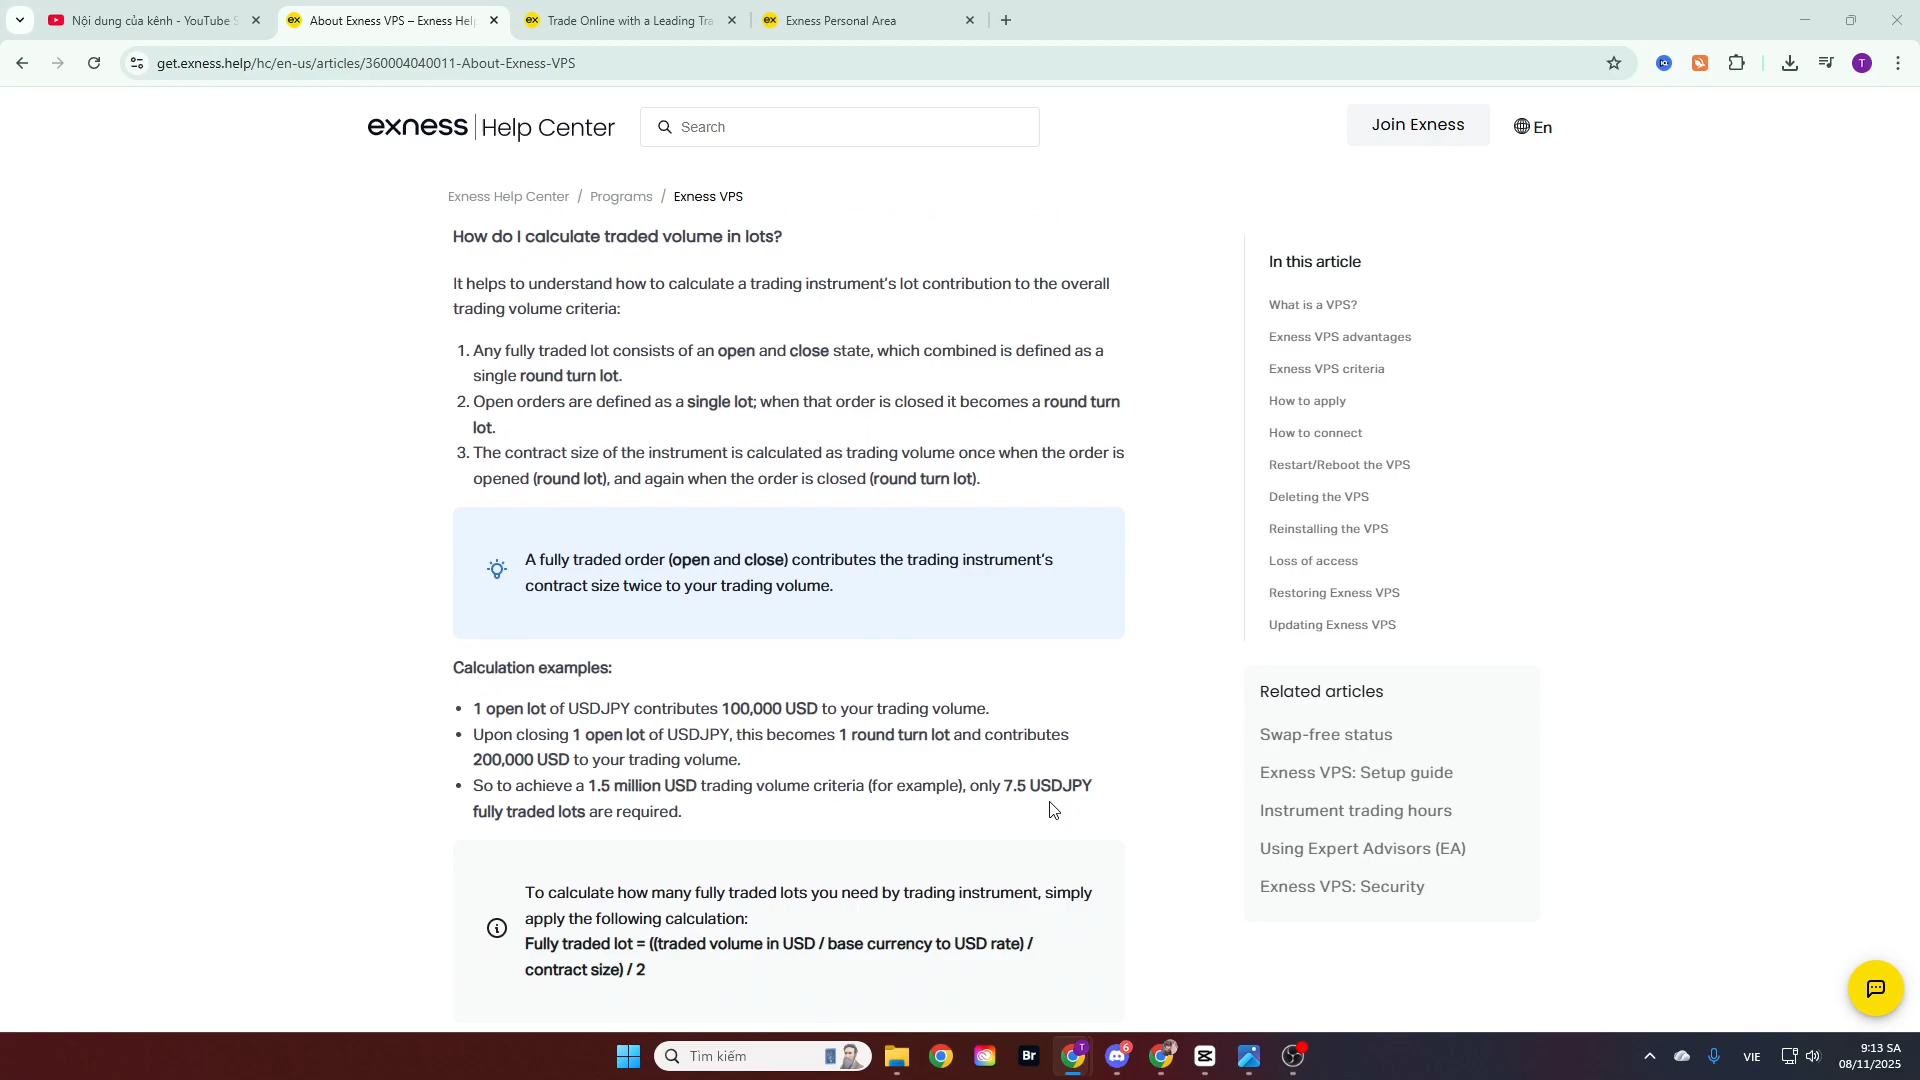 Nội dung của kênh - YouTube S
About Exness VPS – Exness Help
Trade Online with a Leading Tra
Exness Personal Area
get.exness.help/hc/en-us/articles/360004040011-About-Exness-VPS
T
exness | Help Center
Search
Join Exness
En
Exness Help Center / Programs / Exness VPS
How do I calculate traded volume in lots?
It helps to understand how to calculate a trading instrument's lot contribution to the overall
trading volume criteria:
1. Any fully traded lot consists of an open and close state, which combined is defined as a
single round turn lot.
2. Open orders are defined as a single lot; when that order is closed it becomes a round turn
lot.
3. The contract size of the instrument is calculated as trading volume once when the order is
opened (round lot), and again when the order is closed (round turn lot).
A fully traded order (open and close) contributes the trading instrument's
contract size twice to your trading volume.
Calculation examples:
• 1 open lot of USDJPY contributes 100,000 USD to your trading volume.
• Upon closing 1 open lot of USDJPY, this becomes 1 round turn lot and contributes
200,000 USD to your trading volume.
• So to achieve a 1.5 million USD trading volume criteria (for example), only 7.5 USDJPY
fully traded lots are required.
To calculate how many fully traded lots you need by trading instrument, simply
apply the following calculation:
Fully traded lot = ((traded volume in USD / base currency to USD rate) /
contract size) / 2
In this article
What is a VPS?
Exness VPS advantages
Exness VPS criteria
How to apply
How to connect
Restart/Reboot the VPS
Deleting the VPS
Reinstalling the VPS
Loss of access
Restoring Exness VPS
Updating Exness VPS
Related articles
Swap-free status
Exness VPS: Setup guide
Instrument trading hours
Using Expert Advisors (EA)
Exness VPS: Security
Tìm kiếm
Br
T
6
VIE
9:13 SA
08/11/2025